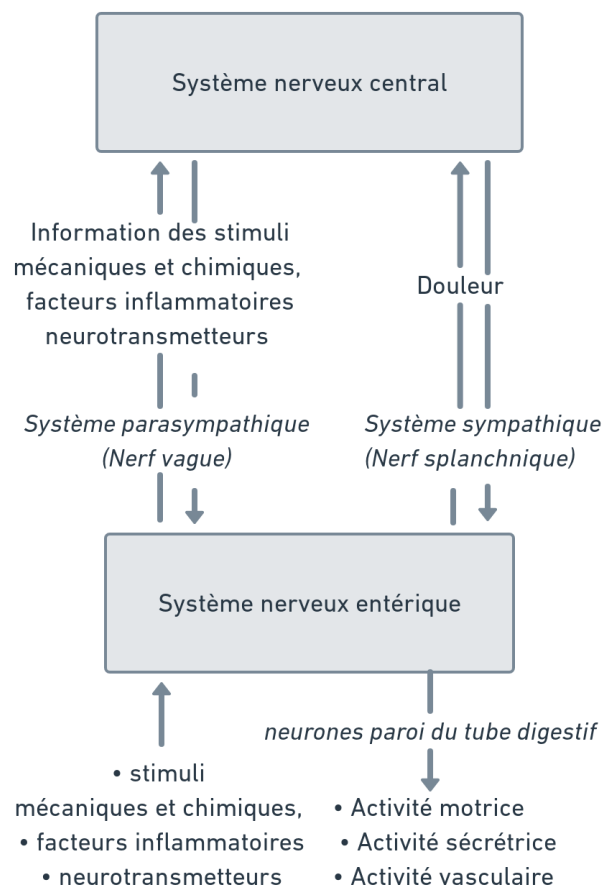 Système nerveux central
Information des stimuli
mécaniques et chimiques,
facteurs inflammatoires
neurotransmetteurs
Douleur
Système parasympathique
(Nerf vague)
Système sympathique
(Nerf splanchnique)
Système nerveux entérique
neurones paroi du tube digestif
• stimuli
mécaniques et chimiques,
• facteurs inflammatoires
• neurotransmetteurs
• Activité motrice
• Activité sécrétrice
• Activité vasculaire